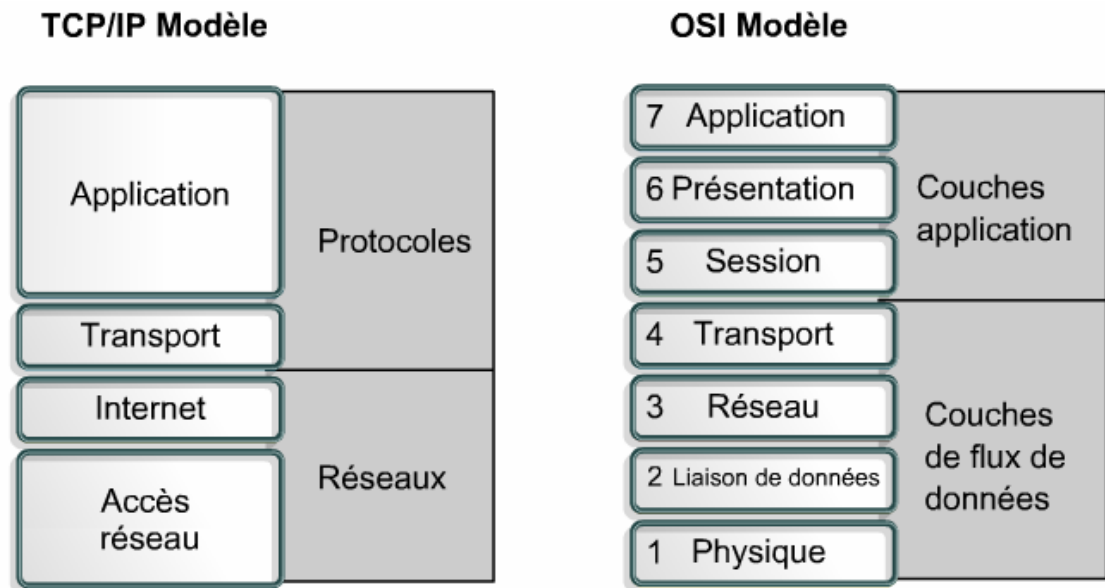 TCP/IP Modèle
Application
Transport
Internet
Accès
réseau
Protocoles
Réseaux
OSI Modèle
7 Application
6 Présentation
5 Session
4 Transport
3 Réseau
2 Liaison de données
1 Physique
Couches
application
Couches
de flux de
données